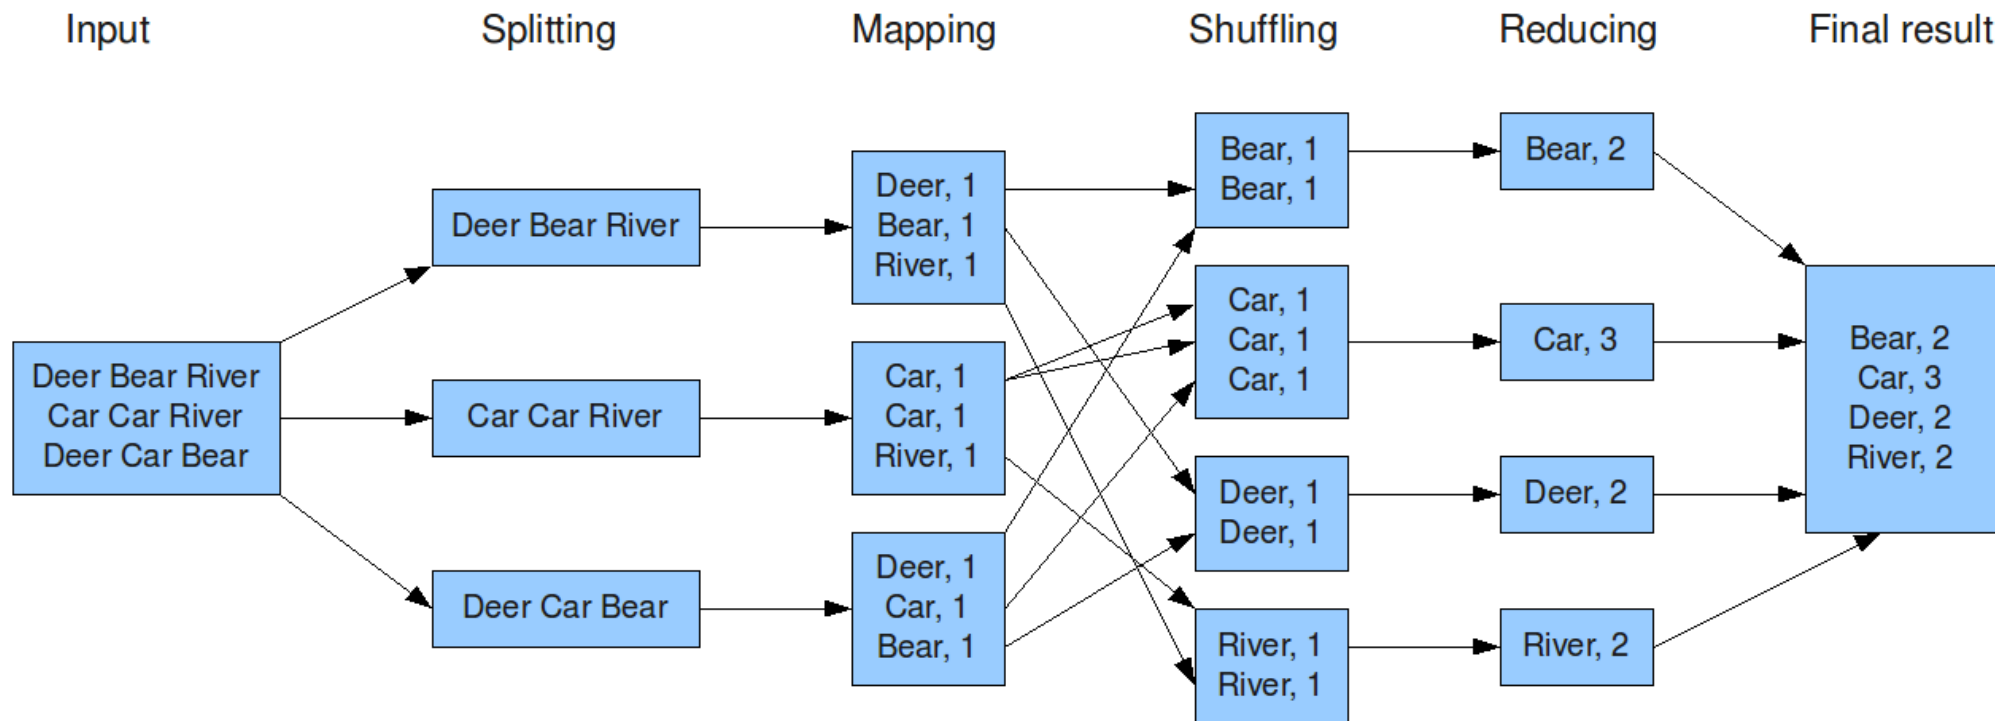 Input
Splitting
Mapping
Shuffling
Reducing
Final result
Deer Bear River
Car Car River
Deer Car Bear
Deer Bear River
Car Car River
Deer Car Bear
Deer, 1
Bear, 1
River, 1
Car, 1
Car, 1
River, 1
Deer, 1
Car, 1
Bear, 1
Bear, 1
Bear, 1
Car, 1
Car, 1
Car, 1
Deer, 1
Deer, 1
River, 1
River, 1
Bear, 2
Car, 3
Deer, 2
River, 2
Bear, 2
Car, 3
Deer, 2
River, 2